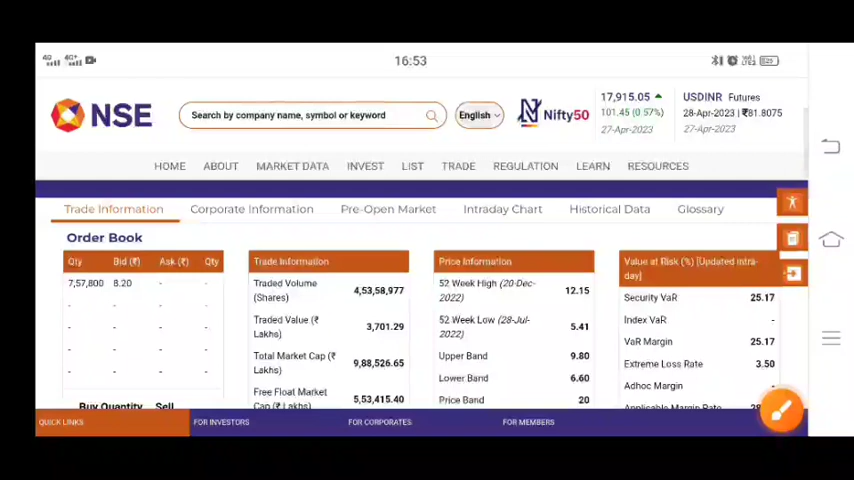 4G 4G+
16:53
NSE
Search by company name, symbol or keyword
English
Nifty50
17,915.05
101.45 (0.57%)
27-Apr-2023
USDINR Futures
28-Apr-2023 | ₹81.8075
27-Apr-2023
HOME ABOUT MARKET DATA INVEST LIST TRADE REGULATION LEARN RESOURCES
Trade Information Corporate Information Pre-Open Market Intraday Chart Historical Data Glossary
Order Book
Qty Bid (₹) Ask (₹) Qty
7,57,800 8.20 - -
- - - -
- - - -
- - - -
- - - -
Buy Quantity Sell
Trade Information
Traded Volume
(Shares) 4,53,58,977
Traded Value (₹
Lakhs) 3,701.29
Total Market Cap (₹
Lakhs) 9,88,526.65
Free Float Market
Cap (₹ Lakhs) 5,53,415.40
Price Information
52 Week High (20-Dec-
2022) 12.15
52 Week Low (28-Jul-
2022) 5.41
Upper Band 9.80
Lower Band 6.60
Price Band 20
Value at Risk (%) [Updated intra-
day]
Security VaR 25.17
Index VaR -
VaR Margin 25.17
Extreme Loss Rate 3.50
Adhoc Margin -
Applicable Margin Rate
QUICK LINKS FOR INVESTORS FOR CORPORATES FOR MEMBERS